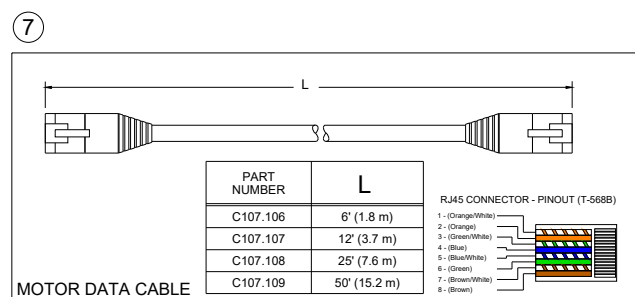 7
L
PART NUMBER L
C107.106 6' (1.8 m)
C107.107 12' (3.7 m)
C107.108 25' (7.6 m)
C107.109 50' (15.2 m)
RJ45 CONNECTOR - PINOUT (T-568B)
1 - (Orange/White)
2 - (Orange)
3 - (Green/White)
4 - (Blue)
5 - (Blue/White)
6 - (Green)
7 - (Brown/White)
8 - (Brown)
MOTOR DATA CABLE